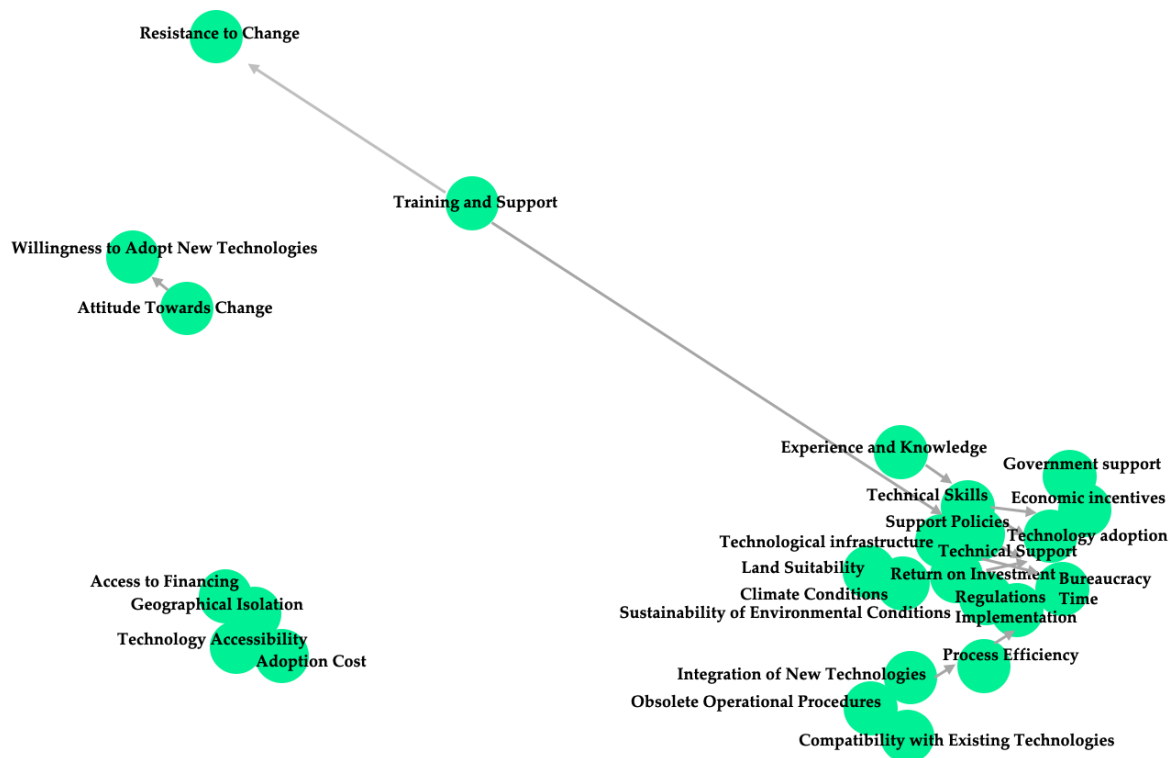 Resistance to Change
Training and Support
Willingness to Adopt New Technologies
Attitude Towards Change
Experience and Knowledge
Government support
Technical Skills
Economic incentives
Support Policies
Technology adoption
Technological infrastructure
Technical Support
Land Suitability
Return on Investment
Bureaucracy
Climate Conditions
Regulations
Time
Sustainability of Environmental Conditions
Implementation
Access to Financing
Geographical Isolation
Technology Accessibility
Adoption Cost
Process Efficiency
Integration of New Technologies
Obsolete Operational Procedures
Compatibility with Existing Technologies